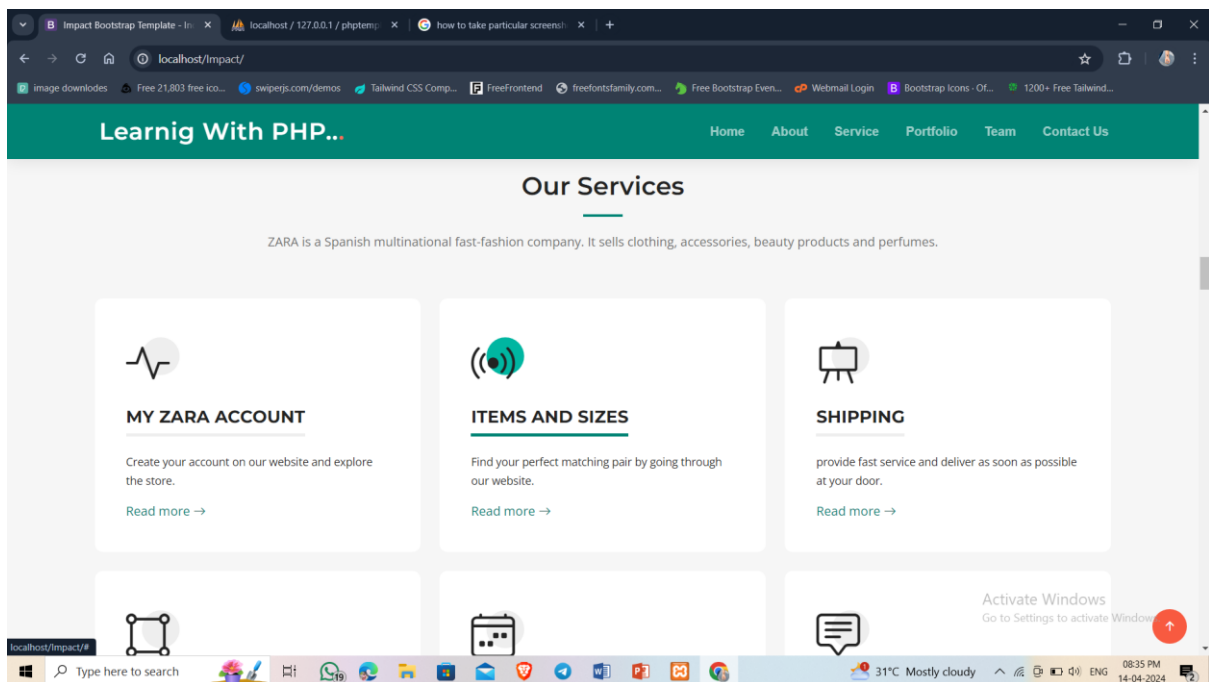 Impact Bootstrap Template - In
localhost / 127.0.0.1 / phptemp
how to take particular screensh
localhost/Impact/
image downlodes
Free 21,803 free ico...
swiperjs.com/demos
Tailwind CSS Comp...
FreeFrontend
freefontsfamily.com...
Free Bootstrap Even...
Webmail Login
Bootstrap Icons · Of...
1200+ Free Tailwind...
Learnig With PHP...
Home About Service Portfolio Team Contact Us
Our Services
ZARA is a Spanish multinational fast-fashion company. It sells clothing, accessories, beauty products and perfumes.
MY ZARA ACCOUNT
Create your account on our website and explore
the store.
Read more →
ITEMS AND SIZES
Find your perfect matching pair by going through
our website.
Read more →
SHIPPING
provide fast service and deliver as soon as possible
at your door.
Read more →
Activate Windows
Go to Settings to activate Window
localhost/Impact/#
Type here to search
19
31°C Mostly cloudy
ENG
08:35 PM
14-04-2024
2